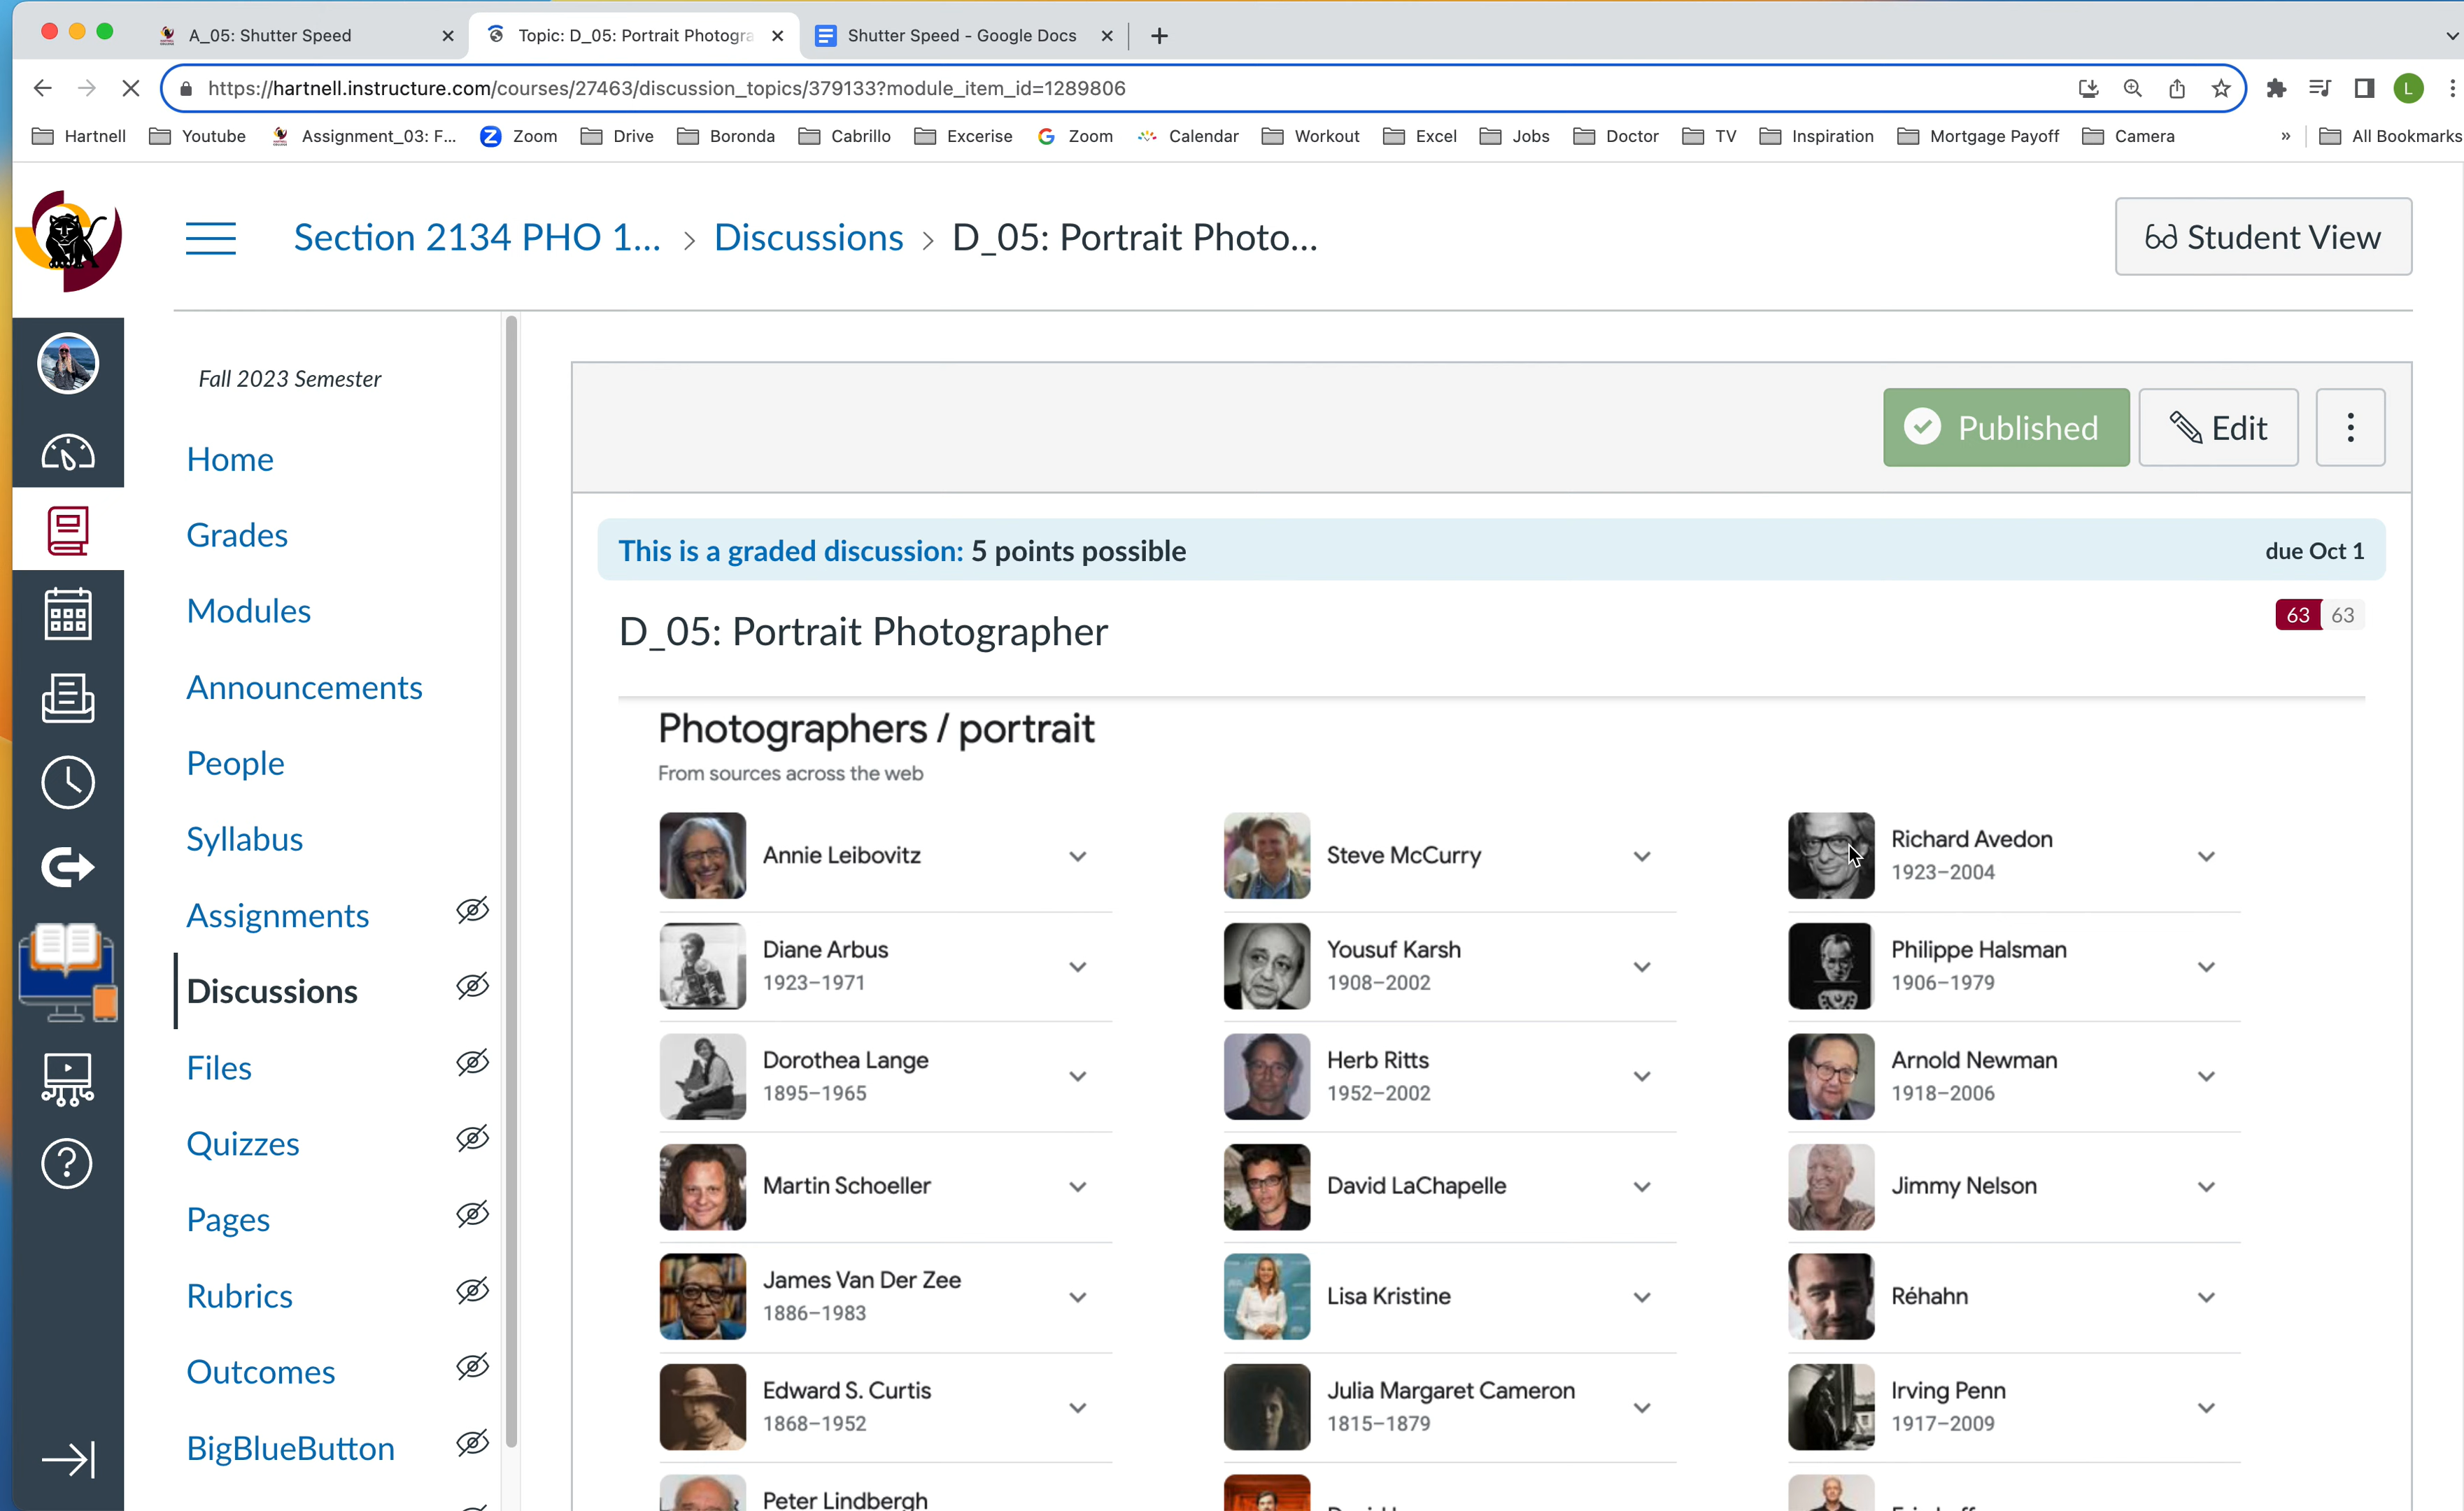 A_05: Shutter Speed
Topic: D_05: Portrait Photogra
Shutter Speed - Google Docs
https://hartnell.instructure.com/courses/27463/discussion_topics/379133?module_item_id=1289806
L
Hartnell
Youtube
Assignment_03: F...
Zoom
Drive
Boronda
Cabrillo
Excerise
Zoom
Calendar
Workout
Excel
Jobs
Doctor
TV
Inspiration
Mortgage Payoff
Camera
»
All Bookmarks
Section 2134 PHO 1... > Discussions > D_05: Portrait Photo...
Student View
Fall 2023 Semester
Home
Grades
Modules
Announcements
People
Syllabus
Assignments
Discussions
Files
Quizzes
Pages
Rubrics
Outcomes
BigBlueButton
Published
Edit
This is a graded discussion: 5 points possible
due Oct 1
63 63
D_05: Portrait Photographer
Photographers / portrait
From sources across the web
Annie Leibovitz
Steve McCurry
Richard Avedon
1923–2004
Diane Arbus
1923–1971
Yousuf Karsh
1908–2002
Philippe Halsman
1906–1979
Dorothea Lange
1895–1965
Herb Ritts
1952–2002
Arnold Newman
1918–2006
Martin Schoeller
David LaChapelle
Jimmy Nelson
James Van Der Zee
1886–1983
Lisa Kristine
Réhahn
Edward S. Curtis
1868–1952
Julia Margaret Cameron
1815–1879
Irving Penn
1917–2009
Peter Lindbergh